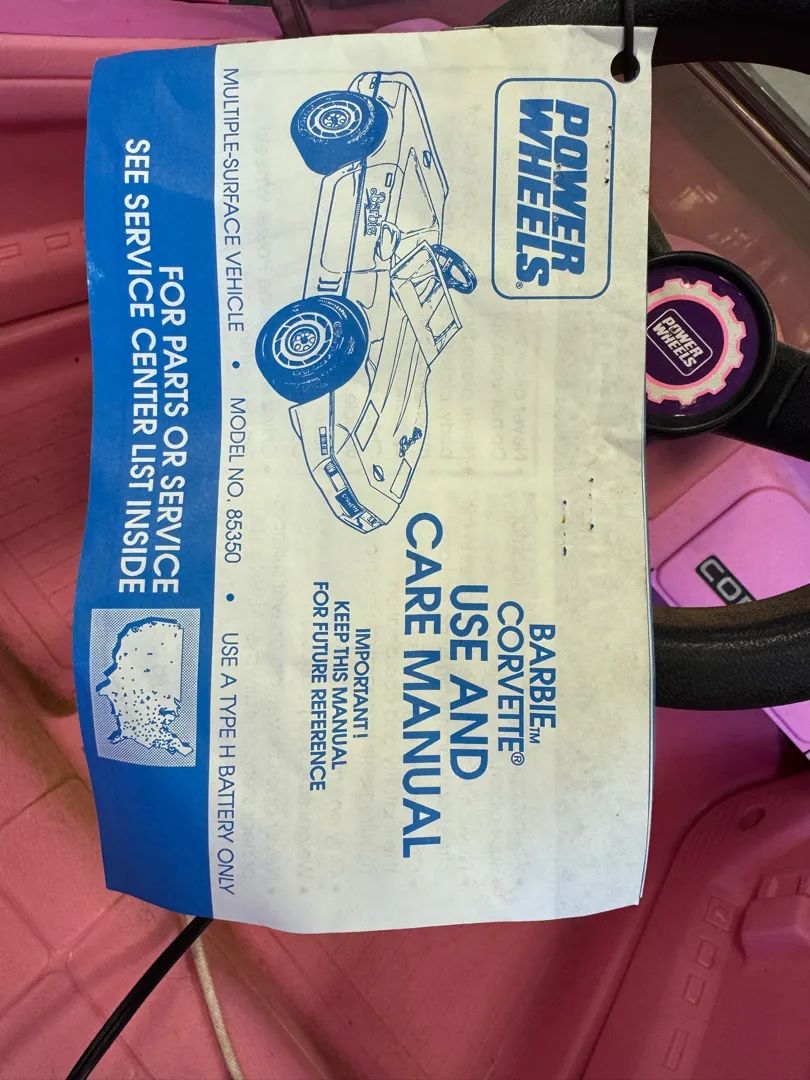 POWER
WHEELS®
BARBIE™
CORVETTE®
USE AND
CARE MANUAL
IMPORTANT!
KEEP THIS MANUAL
FOR FUTURE REFERENCE
Barbie
MULTIPLE-SURFACE VEHICLE • MODEL NO. 85350 • USE A TYPE H BATTERY ONLY
FOR PARTS OR SERVICE
SEE SERVICE CENTER LIST INSIDE
POWER
WHEELS